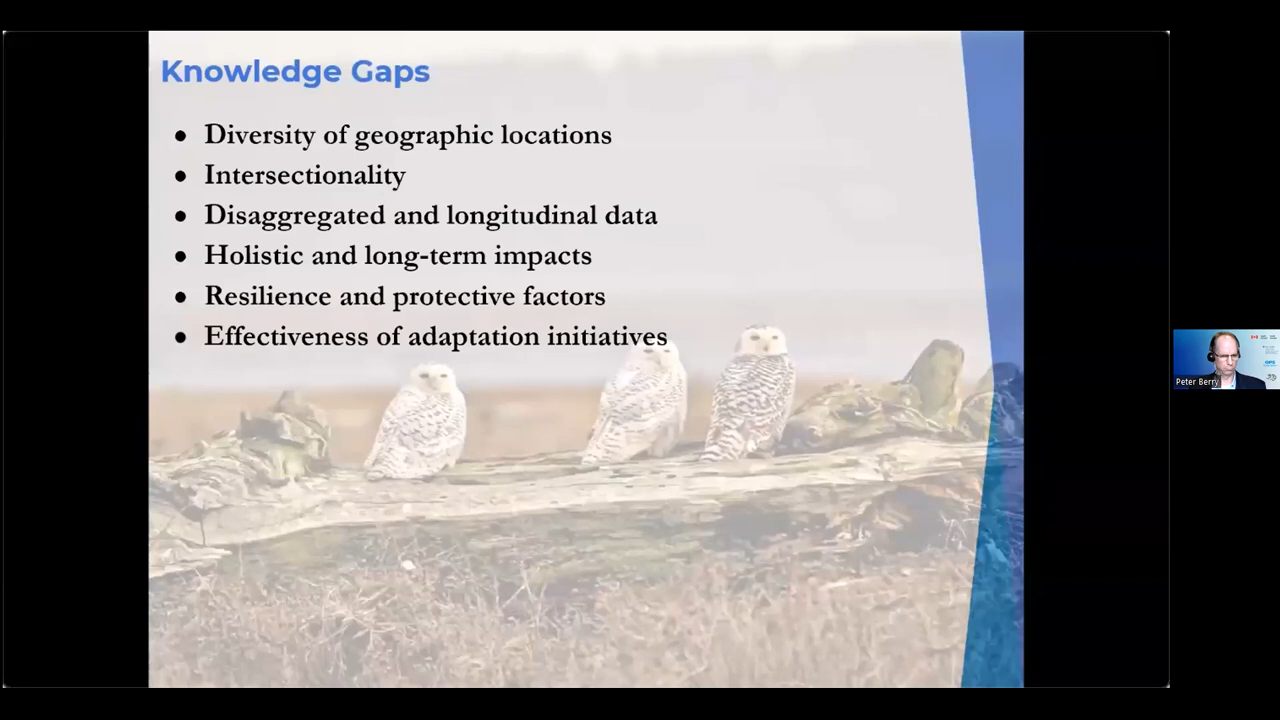 Knowledge Gaps
● Diversity of geographic locations
● Intersectionality
● Disaggregated and longitudinal data
● Holistic and long-term impacts
● Resilience and protective factors
● Effectiveness of adaptation initiatives
Peter Berry